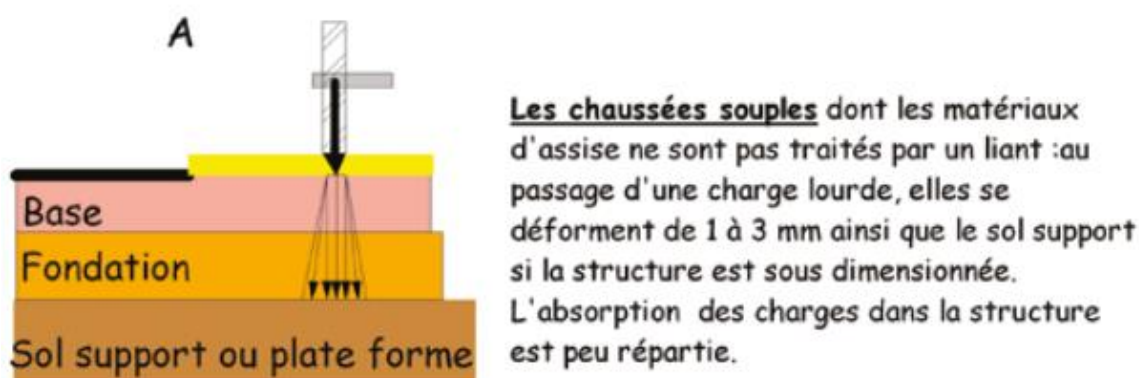 A
Base
Fondation
Sol support ou plate forme
Les chaussées souples dont les matériaux
d'assise ne sont pas traités par un liant :au
passage d'une charge lourde, elles se
déforment de 1 à 3 mm ainsi que le sol support
si la structure est sous dimensionnée.
L'absorption des charges dans la structure
est peu répartie.